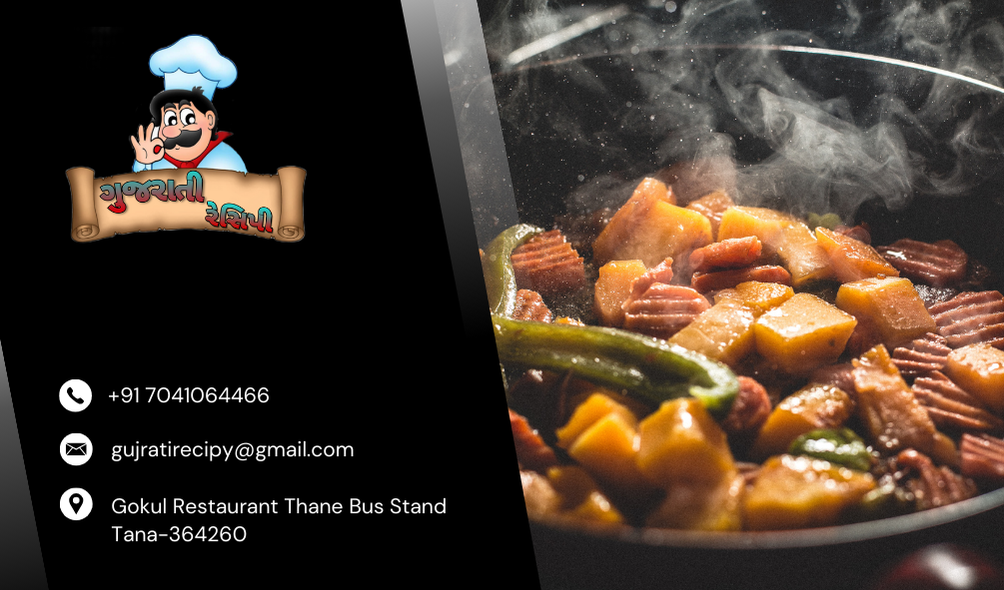 ગુજરાતી
રેસિપી
+91 7041064466
gujratirecipy@gmail.com
Gokul Restaurant Thane Bus Stand
Tana-364260